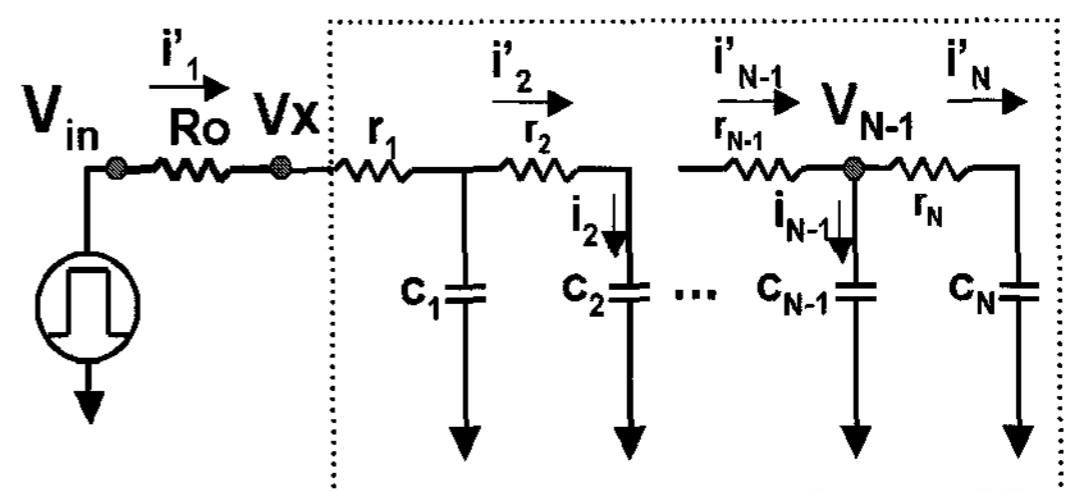 i'1
i'2
i'N-1
i'N
Vin
Ro
Vx
r1
r2
rN-1
VN-1
rN
i2
iN-1
C1
C2
...
CN-1
CN